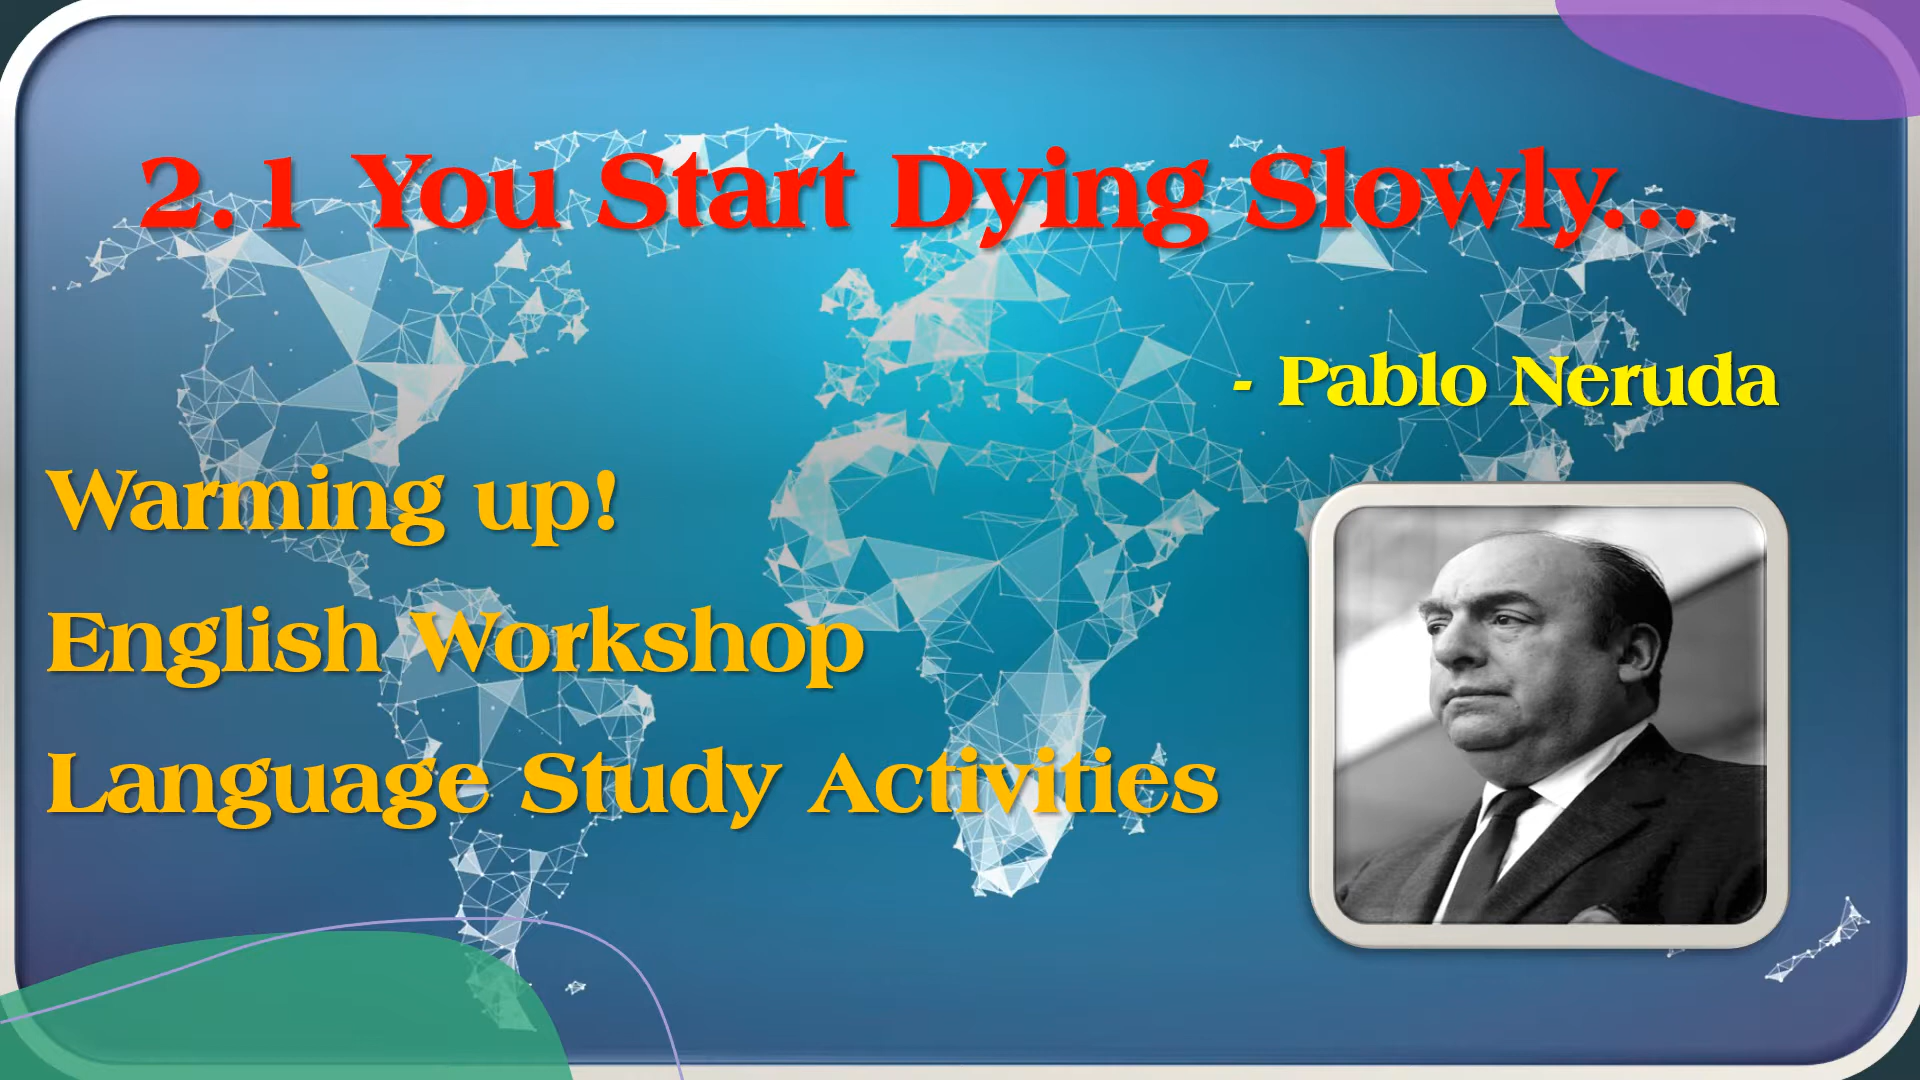 2.1 You Start Dying Slowly...
- Pablo Neruda
Warming up!
English Workshop
Language Study Activities